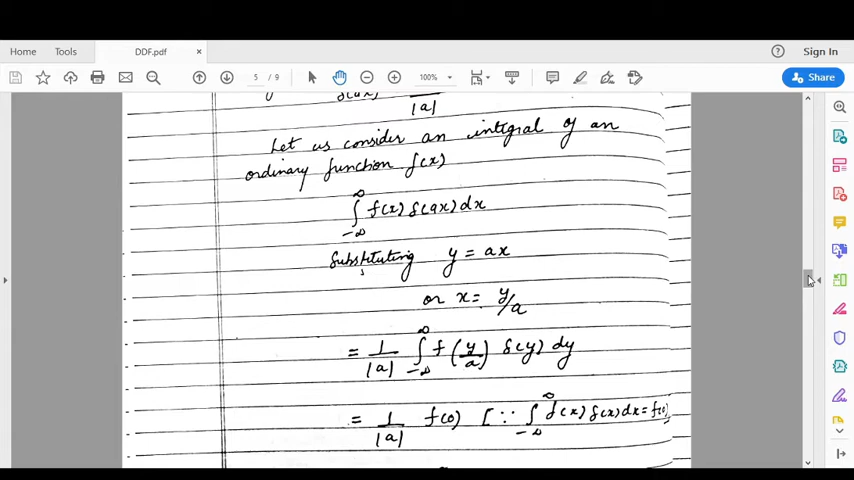 Home Tools DDF.pdf × Sign In
5 / 9 100% Share
δ(ax) |a|
Let us consider an integral of an
ordinary function f(x)
∫_{-∞}^{∞} f(x) δ(ax) dx
Substituting y = ax
or x = y/a
= 1/|a| ∫_{-∞}^{∞} f(y/a) δ(y) dy
= 1/|a| f(0) [∵ ∫_{-∞}^{∞} f(x) δ(x) dx = f(0)